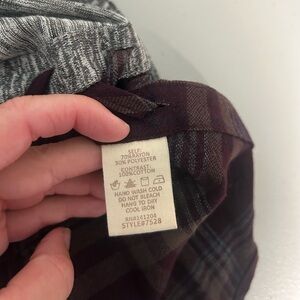 SELF:
70%RAYON
30% POLYESTER
CONTRAST:
100%COTTON
HAND WASH COLD
DO NOT BLEACH
HANG TO DRY
COOL IRON
STYLE#7528